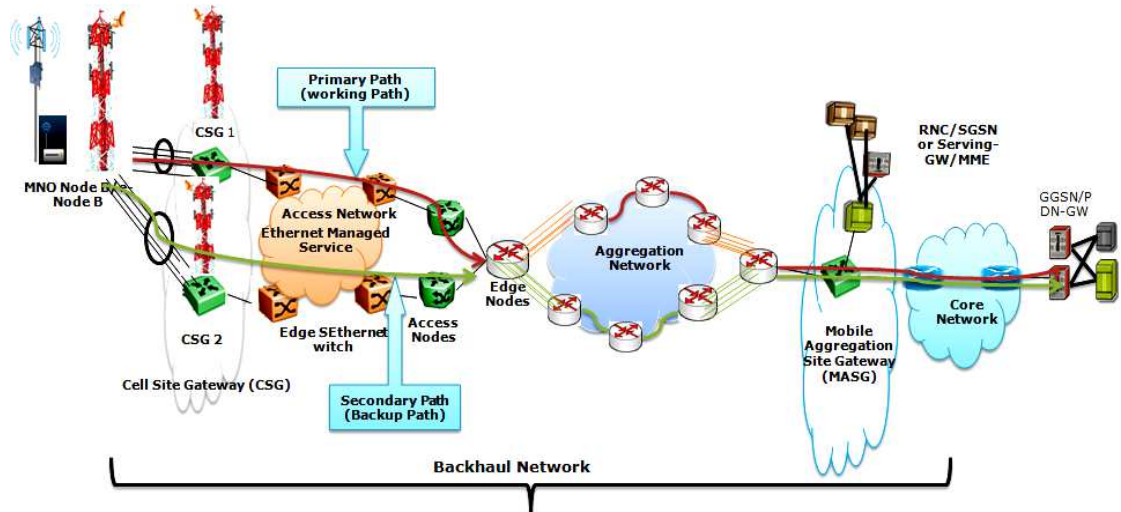 Primary Path
(working Path)
CSG 1
RNC/SGSN
or Serving-
GW/MME
MNO Node B/e-
Node B
Access Network
Ethernet Managed
Service
GGSN/P
DN-GW
Aggregation
Network
Edge
Nodes
CSG 2
Edge SEthernet
witch
Access
Nodes
Core
Network
Mobile
Aggregation
Site Gateway
(MASG)
Cell Site Gateway (CSG)
Secondary Path
(Backup Path)
Backhaul Network